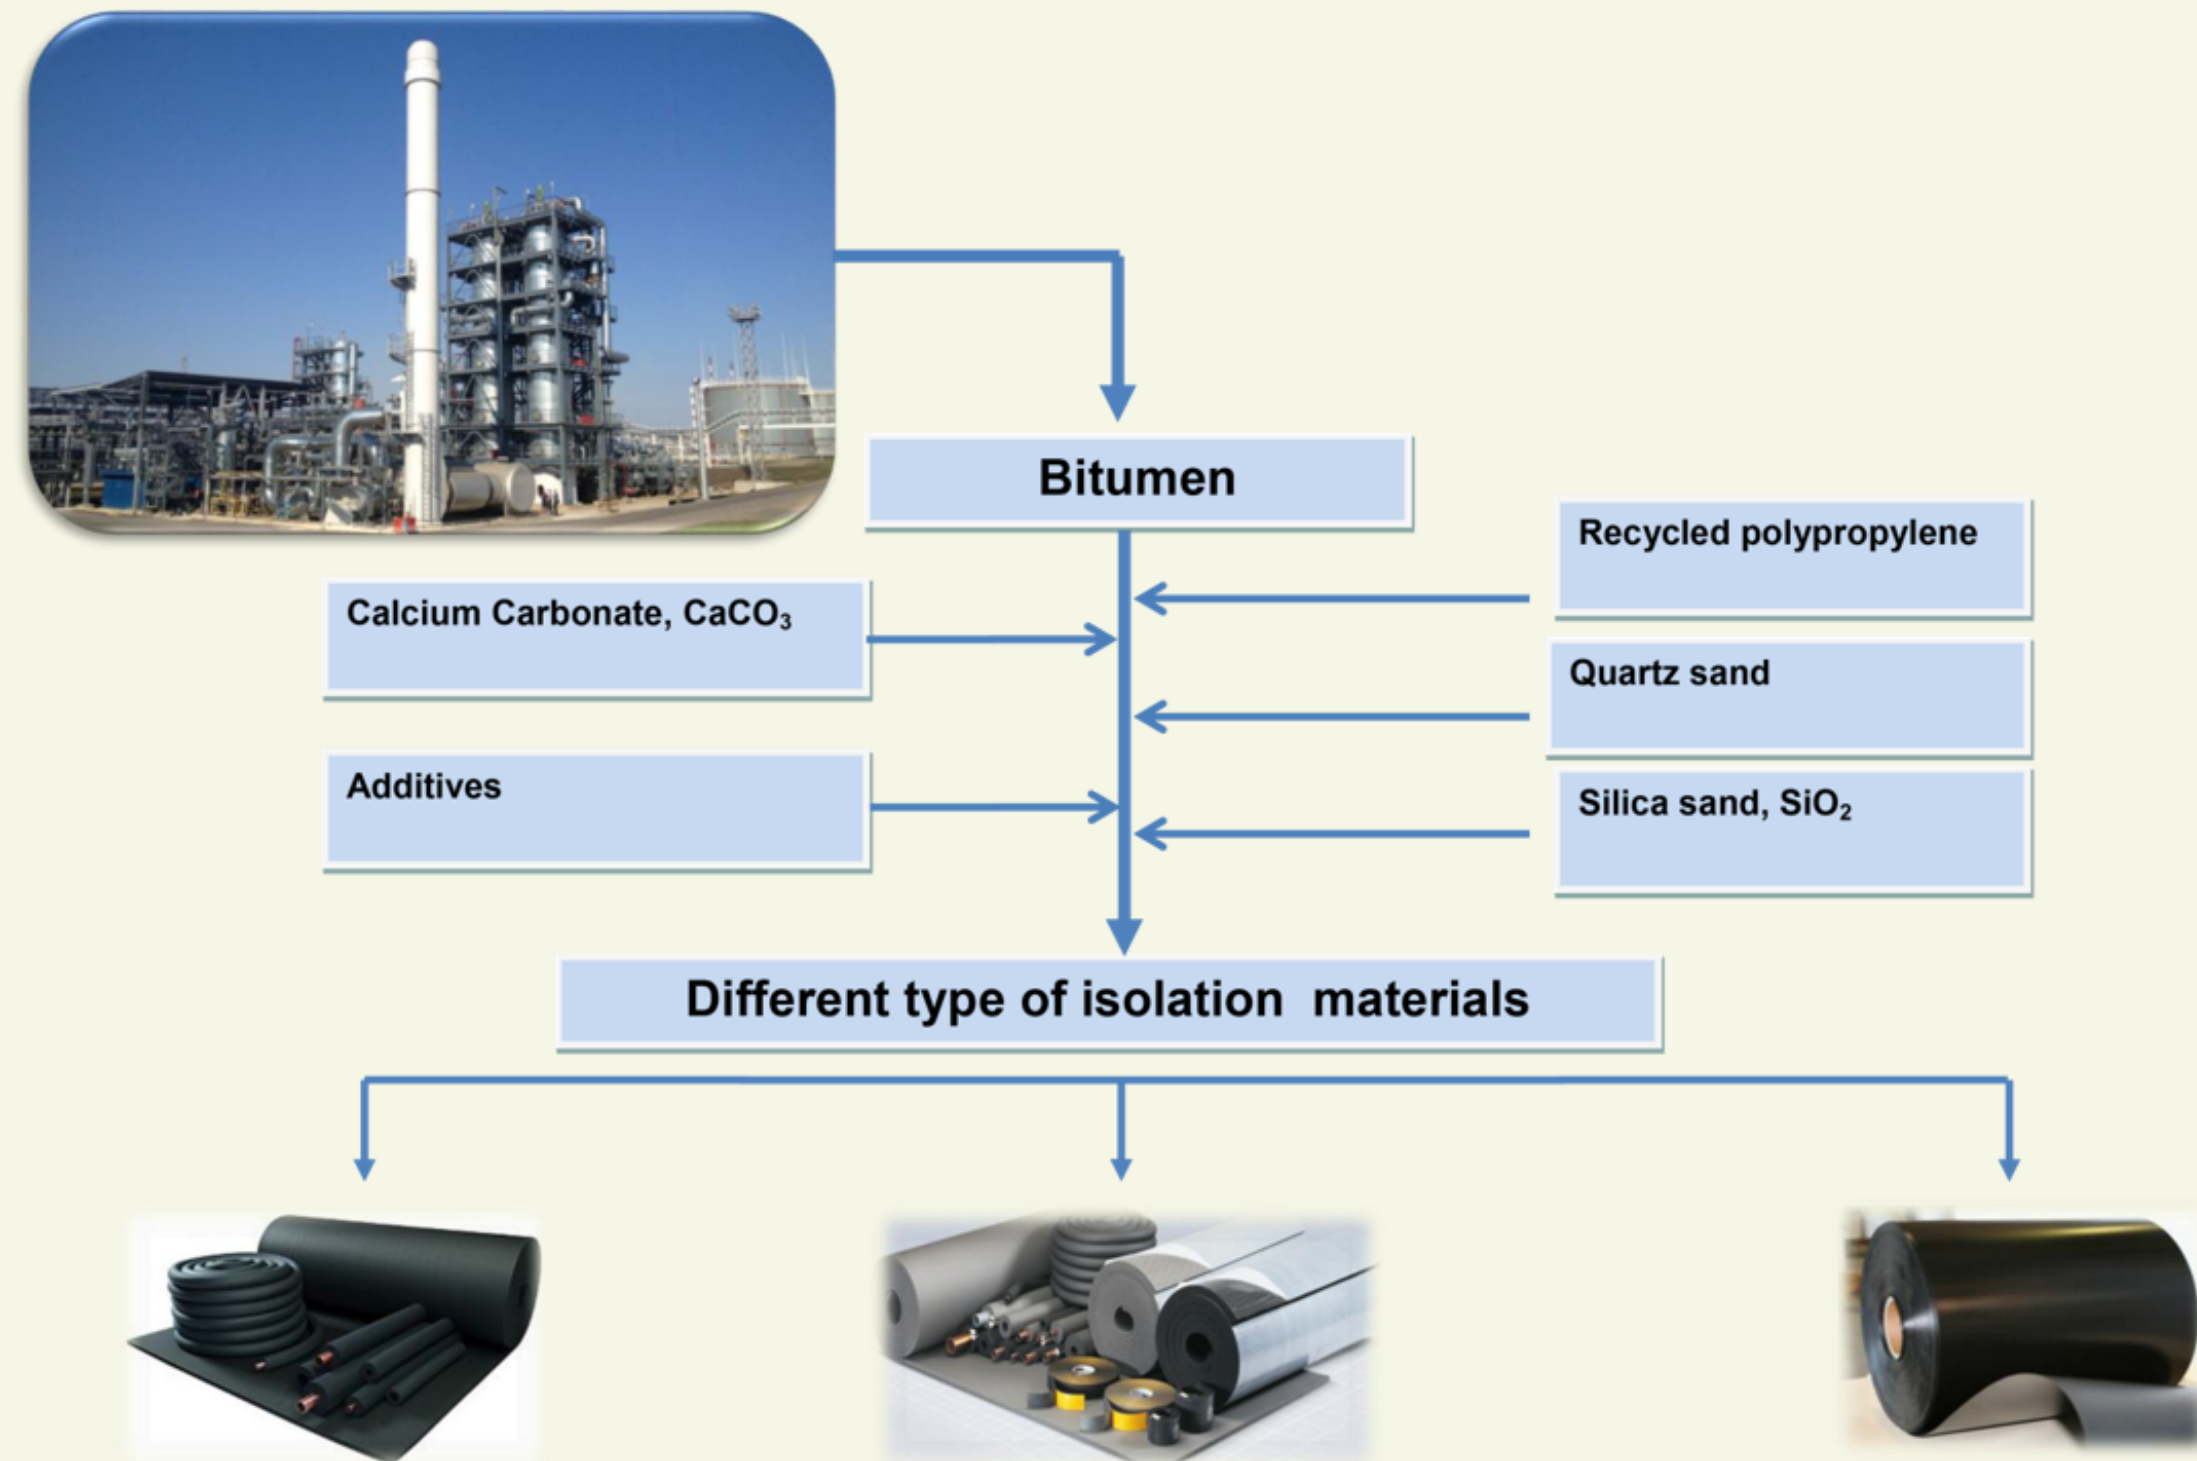 Bitumen
Recycled polypropylene
Calcium Carbonate, CaCO₃
Quartz sand
Additives
Silica sand, SiO₂
Different type of isolation  materials